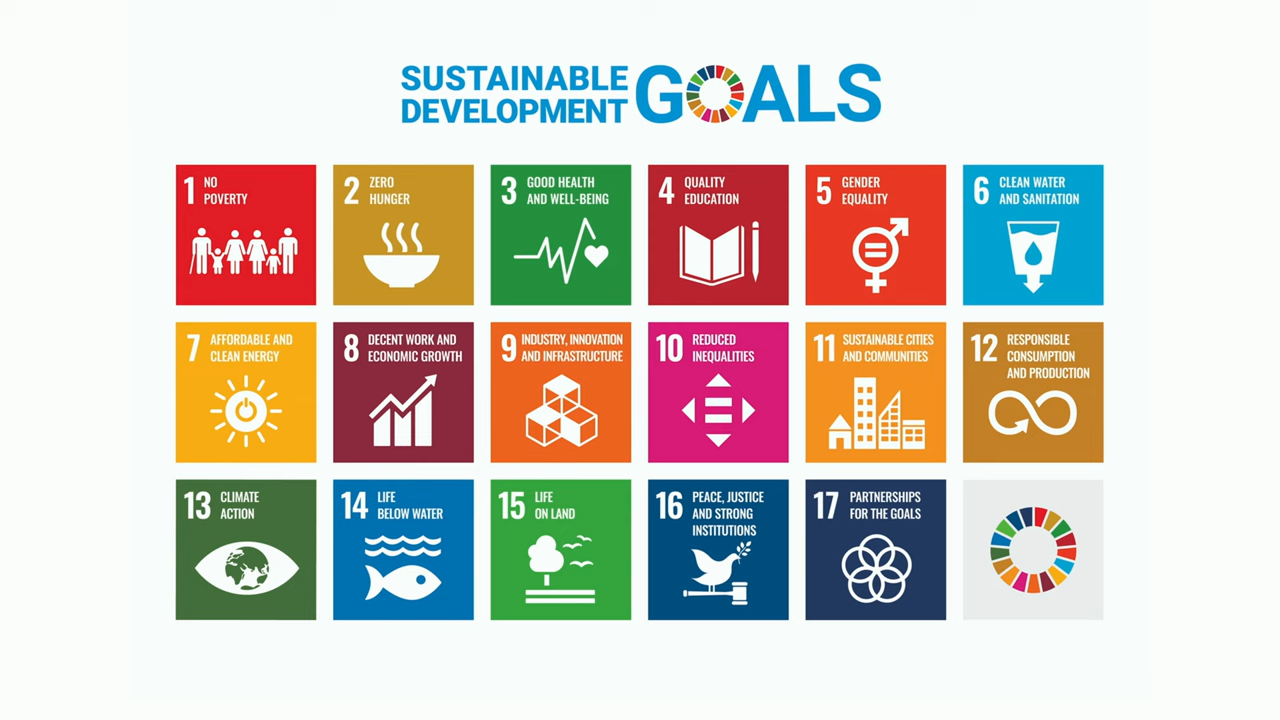 SUSTAINABLE
DEVELOPMENT GOALS
1 NO
POVERTY
2 ZERO
HUNGER
3 GOOD HEALTH
AND WELL-BEING
4 QUALITY
EDUCATION
5 GENDER
EQUALITY
6 CLEAN WATER
AND SANITATION
7 AFFORDABLE AND
CLEAN ENERGY
8 DECENT WORK AND
ECONOMIC GROWTH
9 INDUSTRY, INNOVATION
AND INFRASTRUCTURE
10 REDUCED
INEQUALITIES
11 SUSTAINABLE CITIES
AND COMMUNITIES
12 RESPONSIBLE
CONSUMPTION
AND PRODUCTION
13 CLIMATE
ACTION
14 LIFE
BELOW WATER
15 LIFE
ON LAND
16 PEACE, JUSTICE
AND STRONG
INSTITUTIONS
17 PARTNERSHIPS
FOR THE GOALS